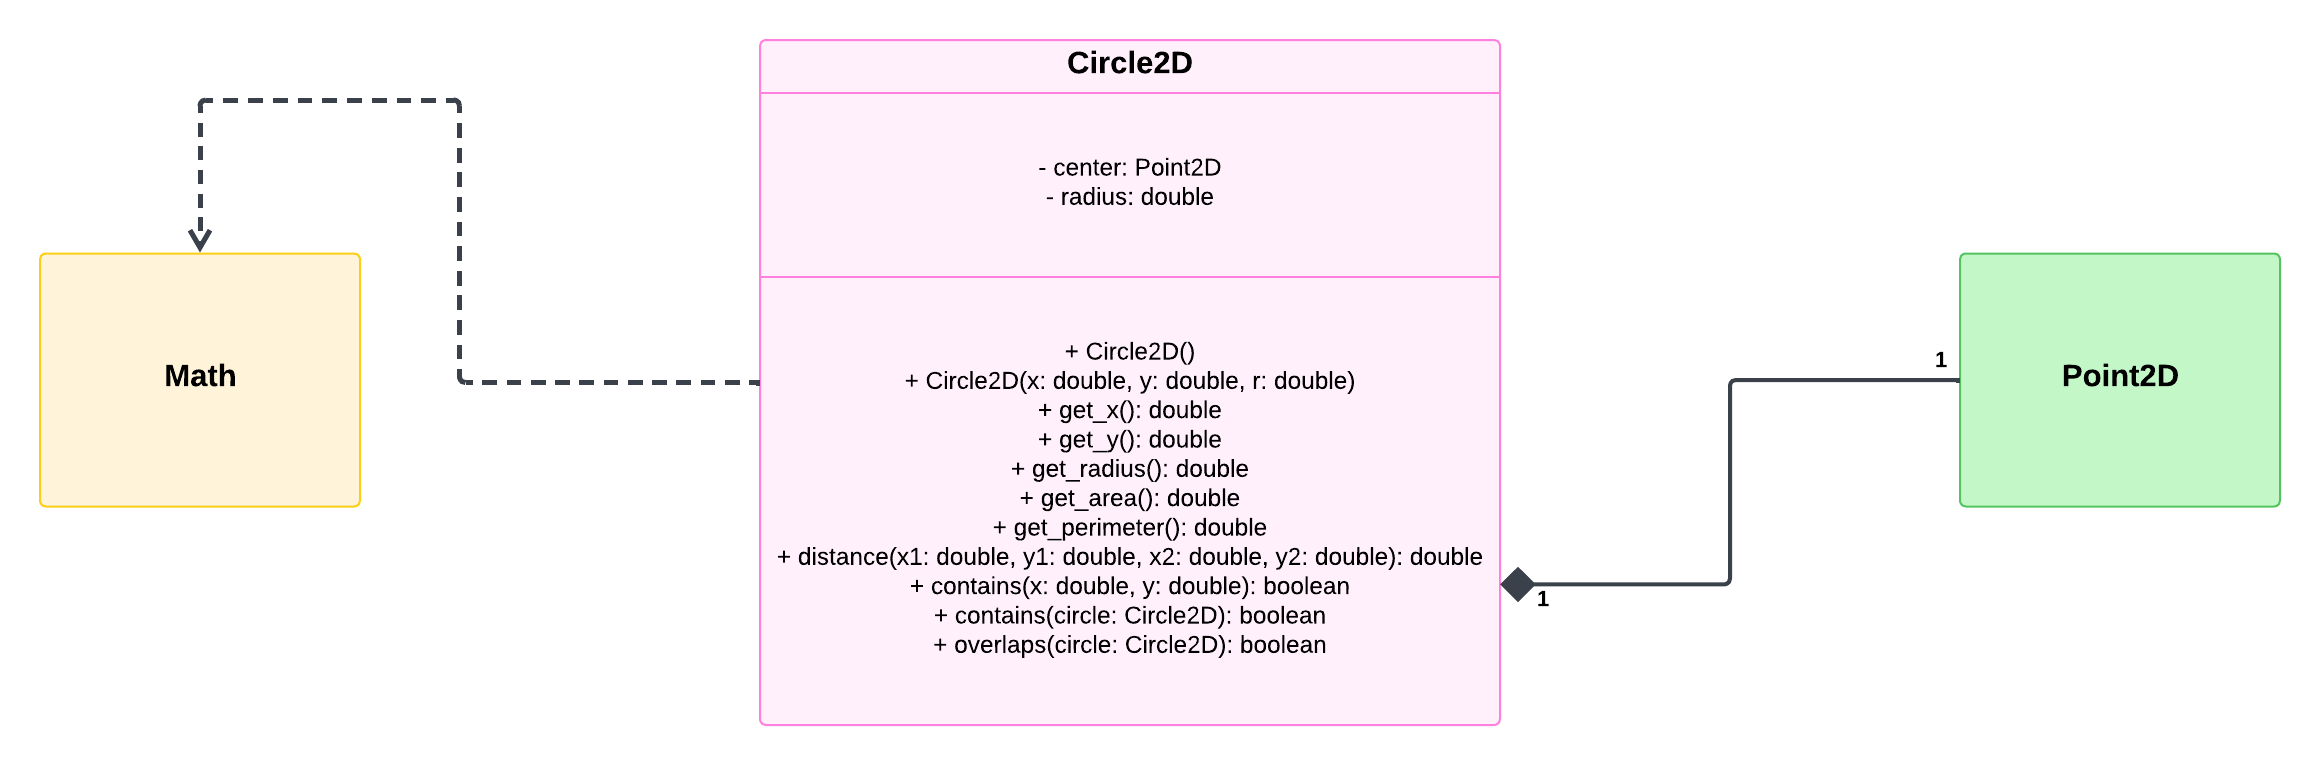 Circle2D
- center: Point2D
- radius: double
+ Circle2D()
+ Circle2D(x: double, y: double, r: double)
+ get_x(): double
+ get_y(): double
+ get_radius(): double
+ get_area(): double
+ get_perimeter(): double
+ distance(x1: double, y1: double, x2: double, y2: double): double
+ contains(x: double, y: double): boolean
+ contains(circle: Circle2D): boolean
+ overlaps(circle: Circle2D): boolean
Math
1
1
Point2D